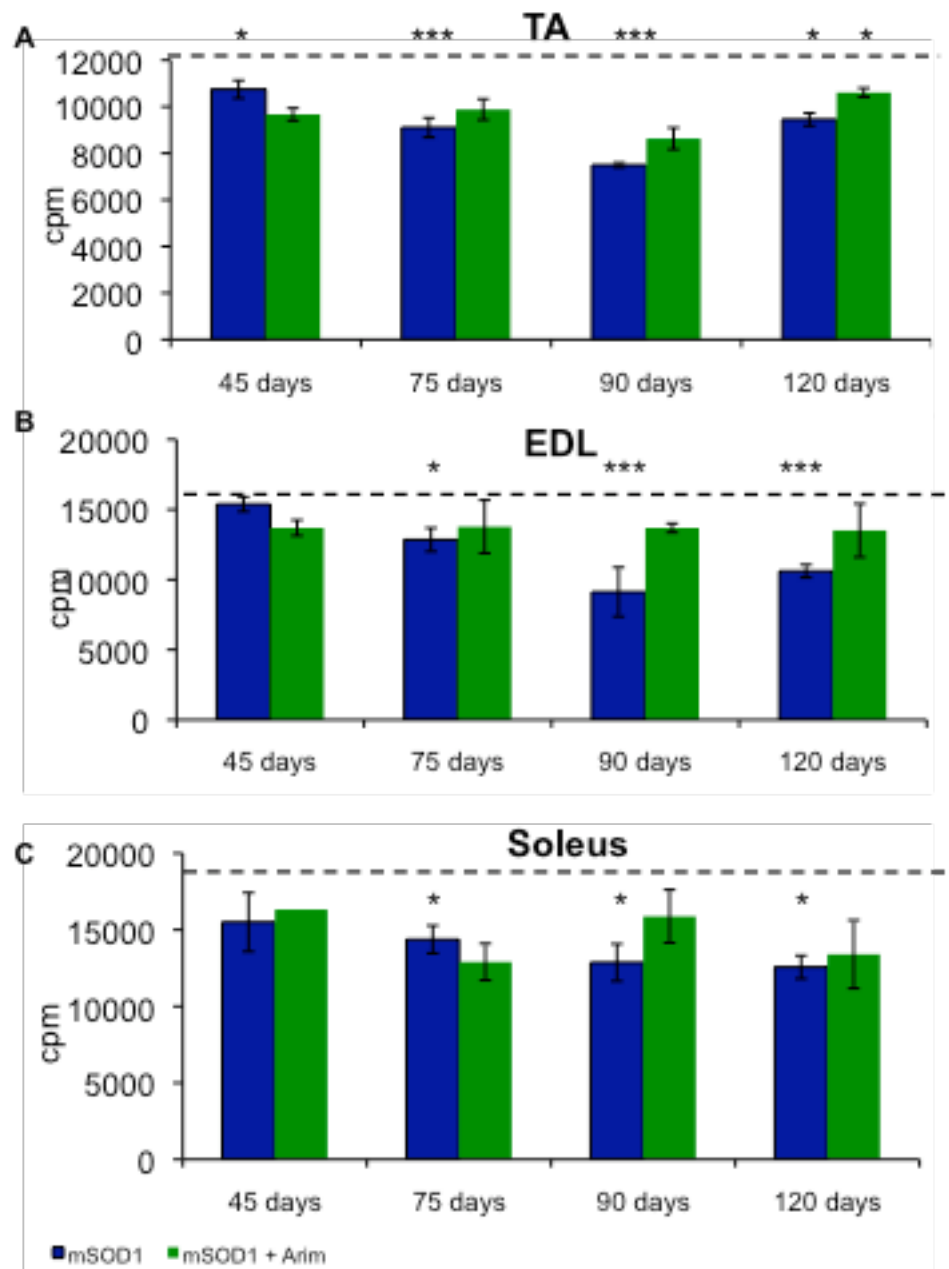 A
TA
* *** *** * *
12000
10000
8000
6000
4000
2000
0
cpm
45 days 75 days 90 days 120 days
B
EDL
* *** ***
20000
15000
10000
5000
0
cpm
45 days 75 days 90 days 120 days
C
Soleus
* * *
20000
15000
10000
5000
0
cpm
45 days 75 days 90 days 120 days
mSOD1 mSOD1 + Arim